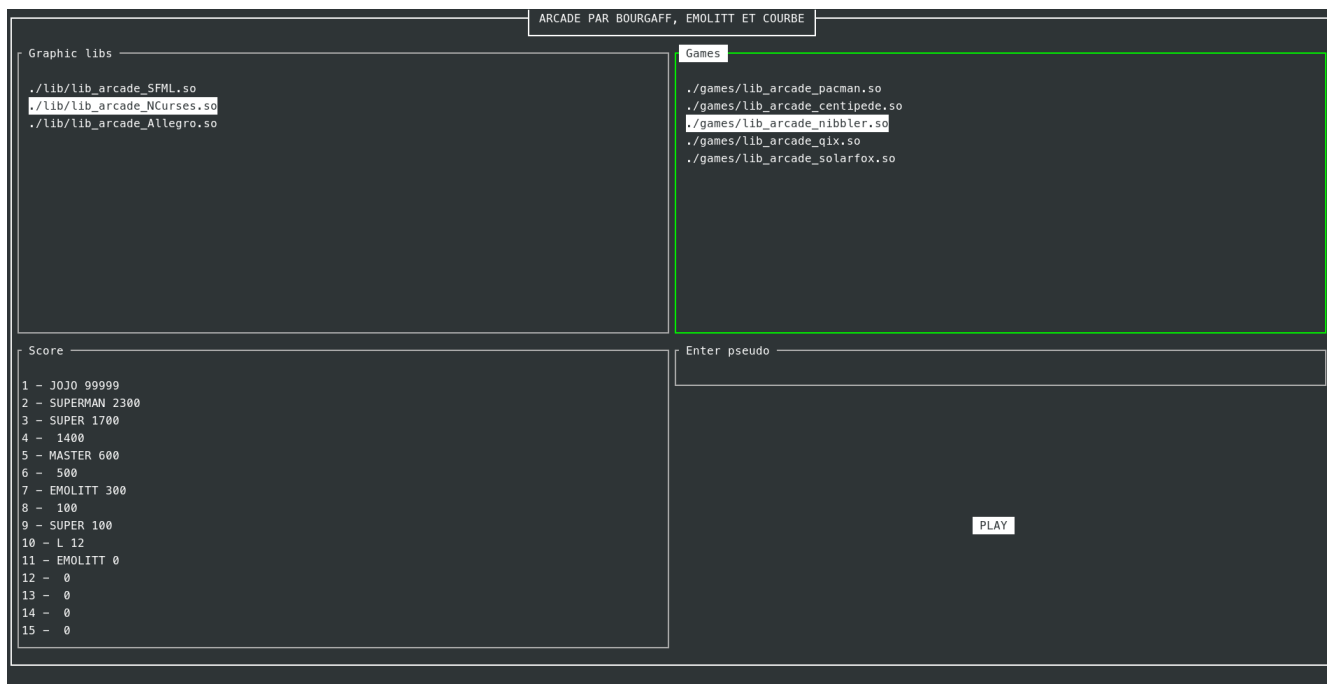 ARCADE PAR BOURGAFF, EMOLITT ET COURBE
Graphic libs
./lib/lib_arcade_SFML.so
./lib/lib_arcade_NCurses.so
./lib/lib_arcade_Allegro.so
Games
./games/lib_arcade_pacman.so
./games/lib_arcade_centipede.so
./games/lib_arcade_nibbler.so
./games/lib_arcade_qix.so
./games/lib_arcade_solarfox.so
Score
1 - JOJO 99999
2 - SUPERMAN 2300
3 - SUPER 1700
4 -  1400
5 - MASTER 600
6 -  500
7 - EMOLITT 300
8 -  100
9 - SUPER 100
10 - L 12
11 - EMOLITT 0
12 -  0
13 -  0
14 -  0
15 -  0
Enter pseudo
PLAY